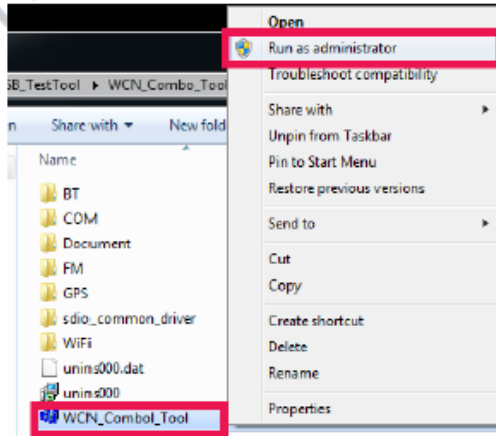 Open
Run as administrator
Troubleshoot compatibility
SB_TestTool ▸ WCN_Combo_Tool
Share with
New fold
Share with
Unpin from Taskbar
Pin to Start Menu
Restore previous versions
Send to
Cut
Copy
Create shortcut
Delete
Rename
Properties
Name
BT
COM
Document
FM
GPS
sdio_common_driver
WiFi
unins000.dat
unins000
WCN_Combol_Tool